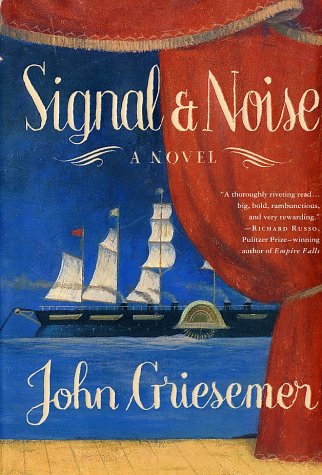 Signal & Noise
A NOVEL
"A thoroughly riveting read...
big, bold, rambunctious,
and very rewarding."
—RICHARD RUSSO,
Pulitzer Prize–winning
author of Empire Falls
John Griesemer